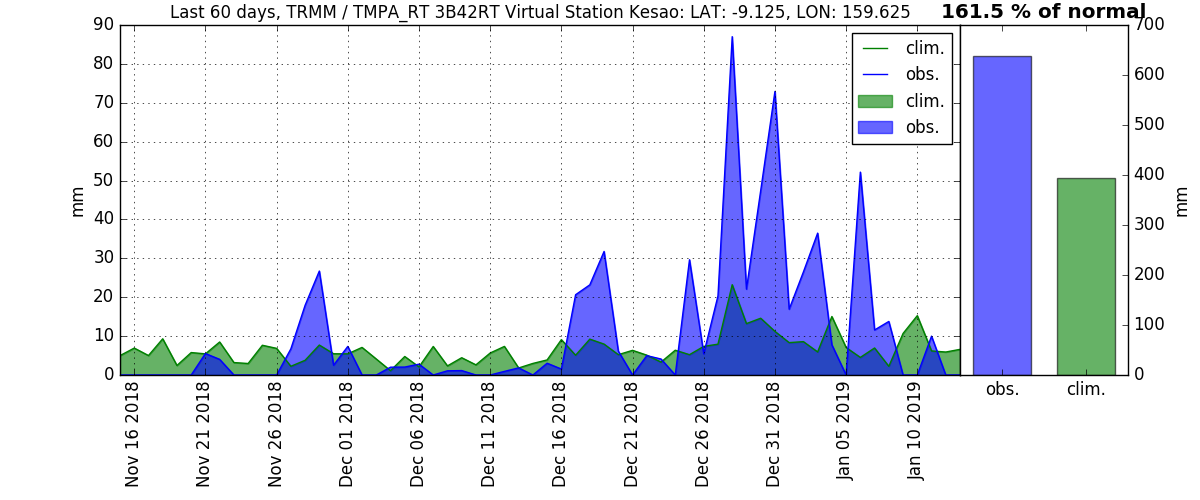 Last 60 days, TRMM / TMPA_RT 3B42RT Virtual Station Kesao: LAT: -9.125, LON: 159.625
161.5 % of normal
90
80
70
60
50
40
30
20
10
0
mm
clim.
obs.
clim.
obs.
Nov 16 2018
Nov 21 2018
Nov 26 2018
Dec 01 2018
Dec 06 2018
Dec 11 2018
Dec 16 2018
Dec 21 2018
Dec 26 2018
Dec 31 2018
Jan 05 2019
Jan 10 2019
700
600
500
400
300
200
100
0
mm
obs.
clim.